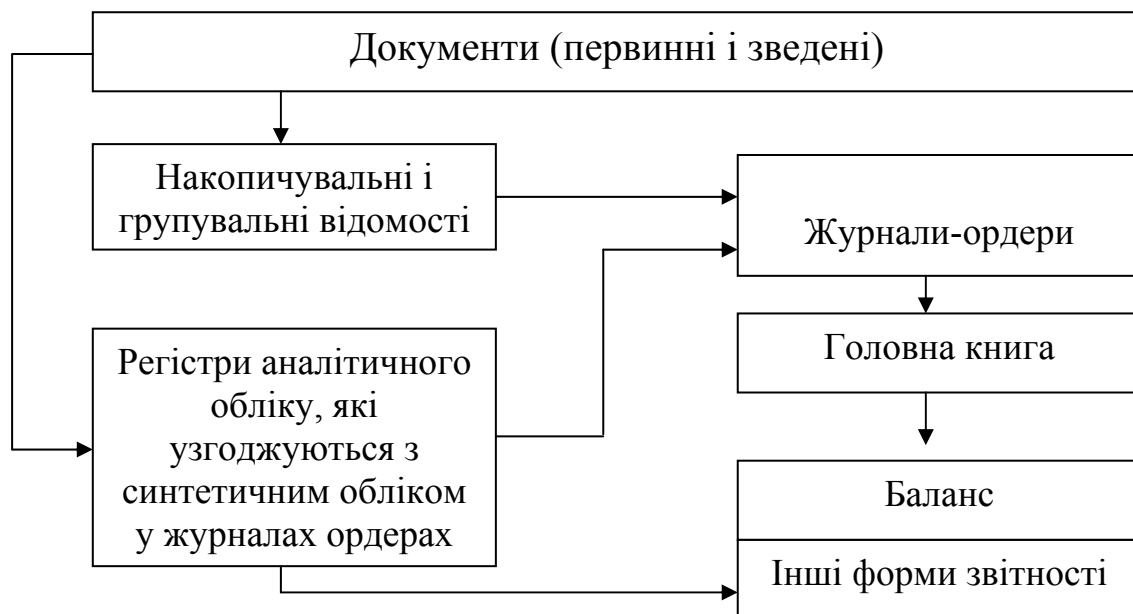 Документи (первинні і зведені)
Накопичувальні і
групувальні відомості
Журнали-ордери
Головна книга
Регістри аналітичного
обліку, які
узгоджуються з
синтетичним обліком
у журналах ордерах
Баланс
Інші форми звітності